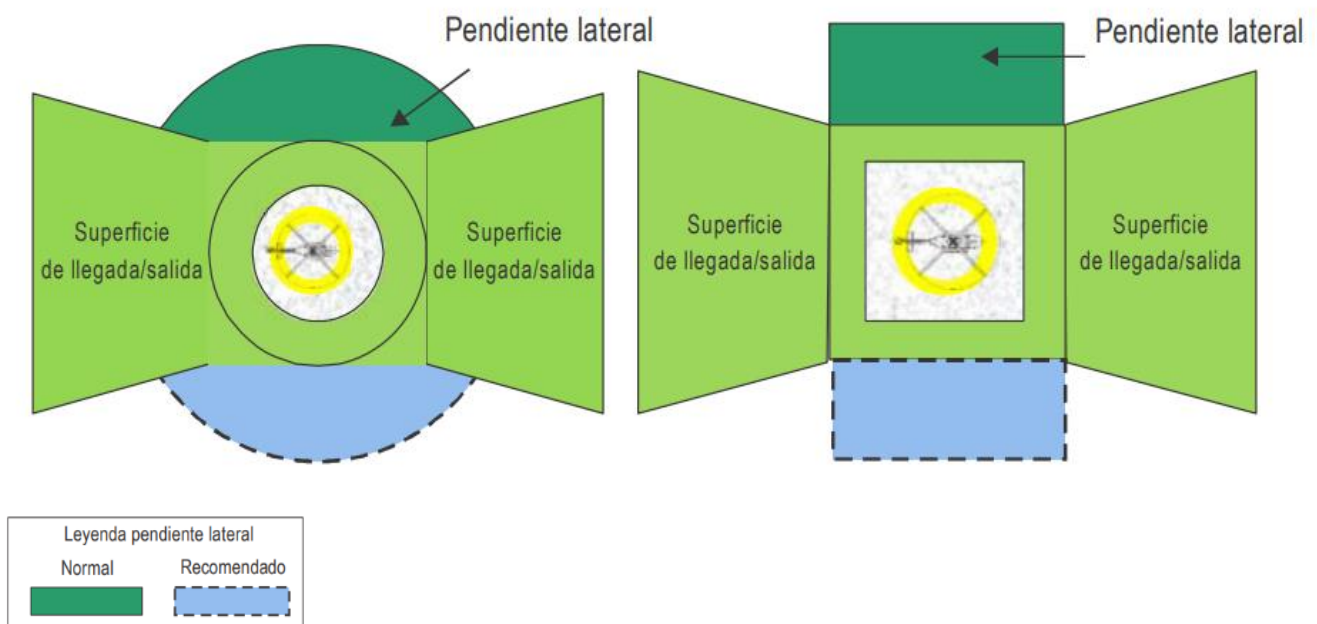 Pendiente lateral
Pendiente lateral
Superficie
de llegada/salida
Superficie
de llegada/salida
Superficie
de llegada/salida
Superficie
de llegada/salida
Leyenda pendiente lateral
Normal
Recomendado